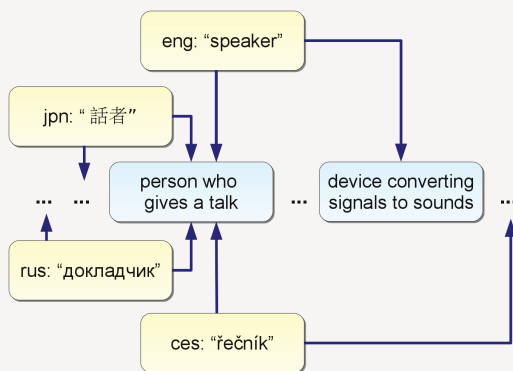 eng: “speaker”
jpn: “ 話者”
person who
gives a talk
device converting
signals to sounds
... ... ... ...
rus: “докладчик”
ces: “řečník”